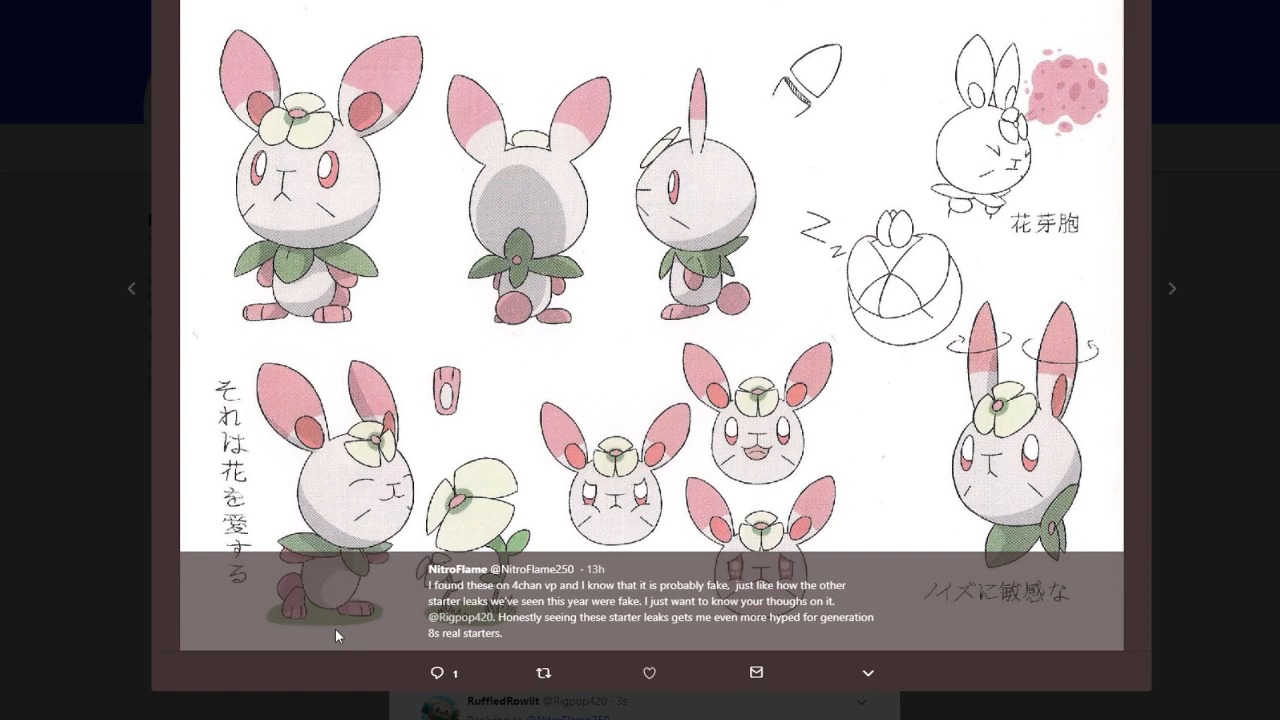 花芽胞
Z
Z
Z
それは花を愛する
ノイズに敏感な
NitroFlame @NitroFlame250 · 13h
I found these on 4chan vp and I know that it is probably fake, just like how the other
starter leaks we've seen this year were fake. I just want to know your thoughs on it.
@Rigpop420. Honestly seeing these starter leaks gets me even more hyped for generation
8s real starters.
1
RuffledRowlit @Rigpop420 · 3s
Replying to @NitroFlame250